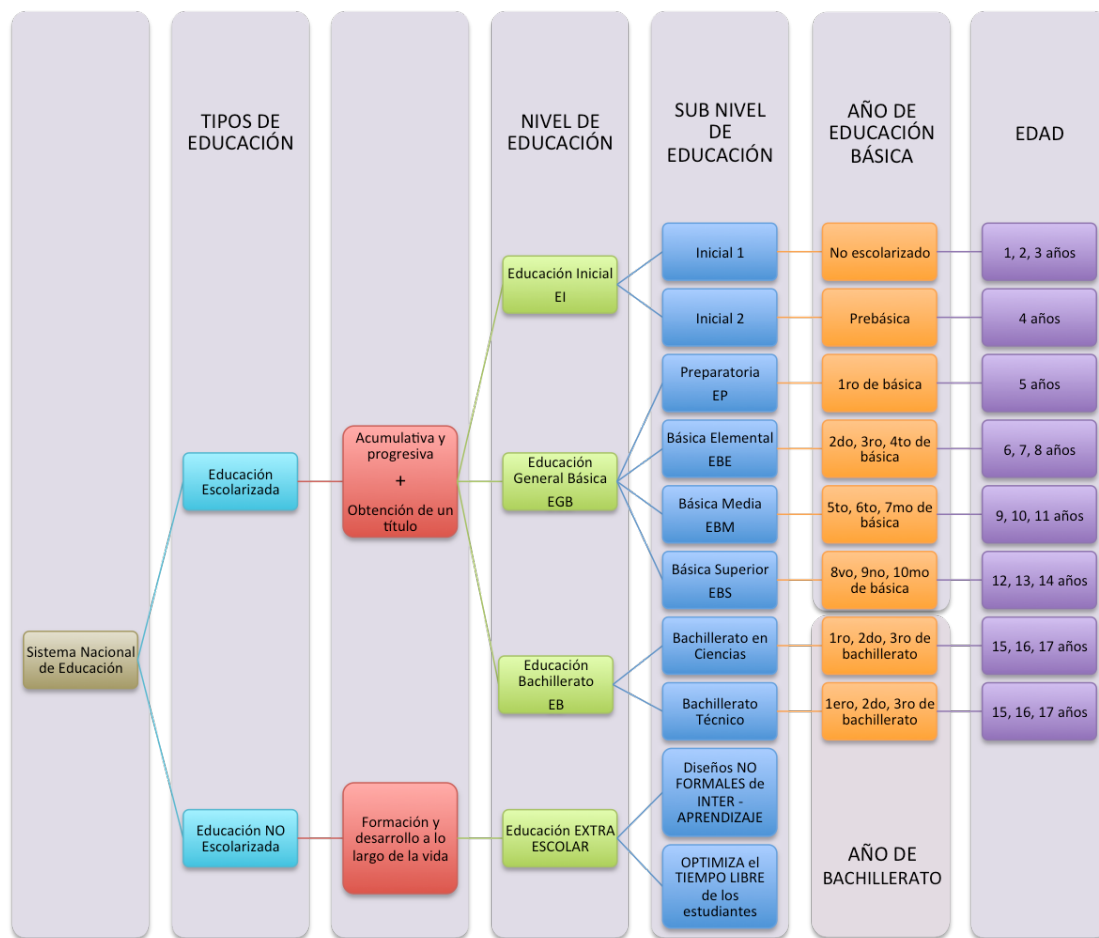 TIPOS DE
EDUCACIÓN
NIVEL DE
EDUCACIÓN
SUB NIVEL
DE
EDUCACIÓN
AÑO DE
EDUCACIÓN
BÁSICA
EDAD
Sistema Nacional
de Educación
Educación
Escolarizada
Acumulativa y
progresiva
+
Obtención de un
título
Educación Inicial
EI
Inicial 1
No escolarizado
1, 2, 3 años
Inicial 2
Prebásica
4 años
Educación
General Básica
EGB
Preparatoria
EP
1ro de básica
5 años
Básica Elemental
EBE
2do, 3ro, 4to de
básica
6, 7, 8 años
Básica Media
EBM
5to, 6to, 7mo de
básica
9, 10, 11 años
Básica Superior
EBS
8vo, 9no, 10mo
de básica
12, 13, 14 años
Educación
Bachillerato
EB
Bachillerato en
Ciencias
1ro, 2do, 3ro de
bachillerato
15, 16, 17 años
Bachillerato
Técnico
1ero, 2do, 3ro de
bachillerato
15, 16, 17 años
Educación NO
Escolarizada
Formación y
desarrollo a lo
largo de la vida
Educación EXTRA
ESCOLAR
Diseños NO
FORMALES de
INTER -
APRENDIZAJE
OPTIMIZA el
TIEMPO LIBRE
de los
estudiantes
AÑO DE
BACHILLERATO